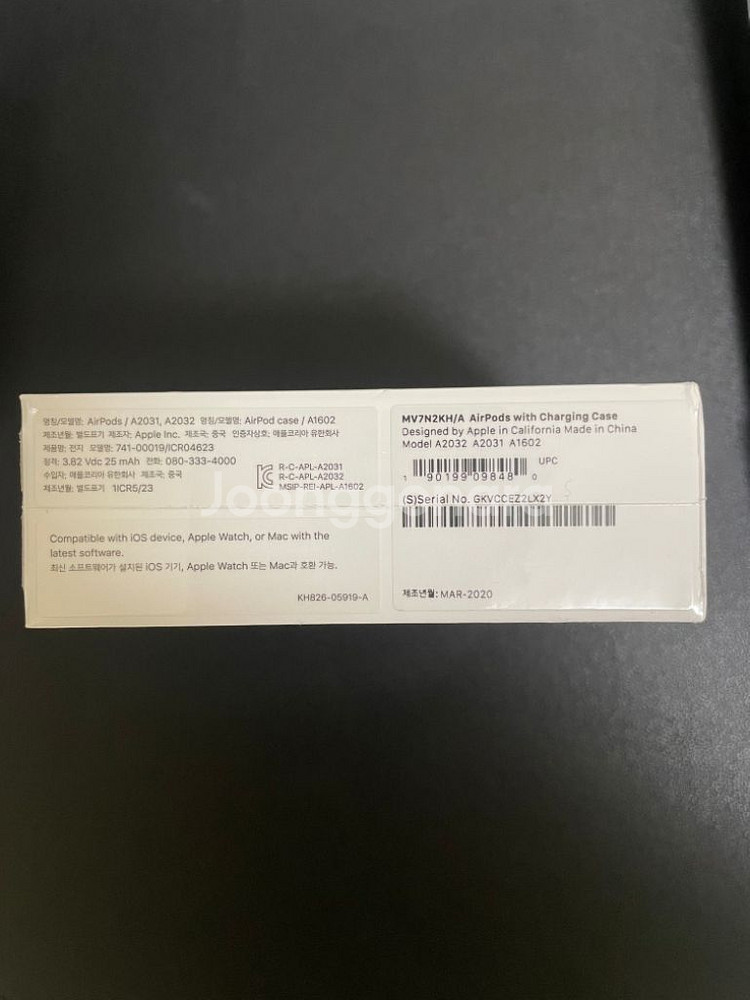 명칭/모델명: AirPods / A2031, A2032 명칭/모델명: AirPod case / A1602
제조년월: 별도표기 제조자: Apple Inc. 제조국: 중국 인증자상호: 애플코리아 유한회사
제품명: 전지 모델명: 741-00019/ICR04623
정격: 3.82 Vdc 25 mAh 전화: 080-333-4000
수입자: 애플코리아 유한회사 제조국: 중국
제조년월: 별도표기 1ICR5/23
R-C-APL-A2031
R-C-APL-A2032
MSIP-REI-APL-A1602
Compatible with iOS device, Apple Watch, or Mac with the
latest software.
최신 소프트웨어가 설치된 iOS 기기, Apple Watch 또는 Mac과 호환 가능.
KH826-05919-A
MV7N2KH/A AirPods with Charging Case
Designed by Apple in California Made in China
Model A2032 A2031 A1602
UPC
1 90199 09848 0
(S)Serial No. GKVCCEZ2LX2Y
제조년월: MAR-2020